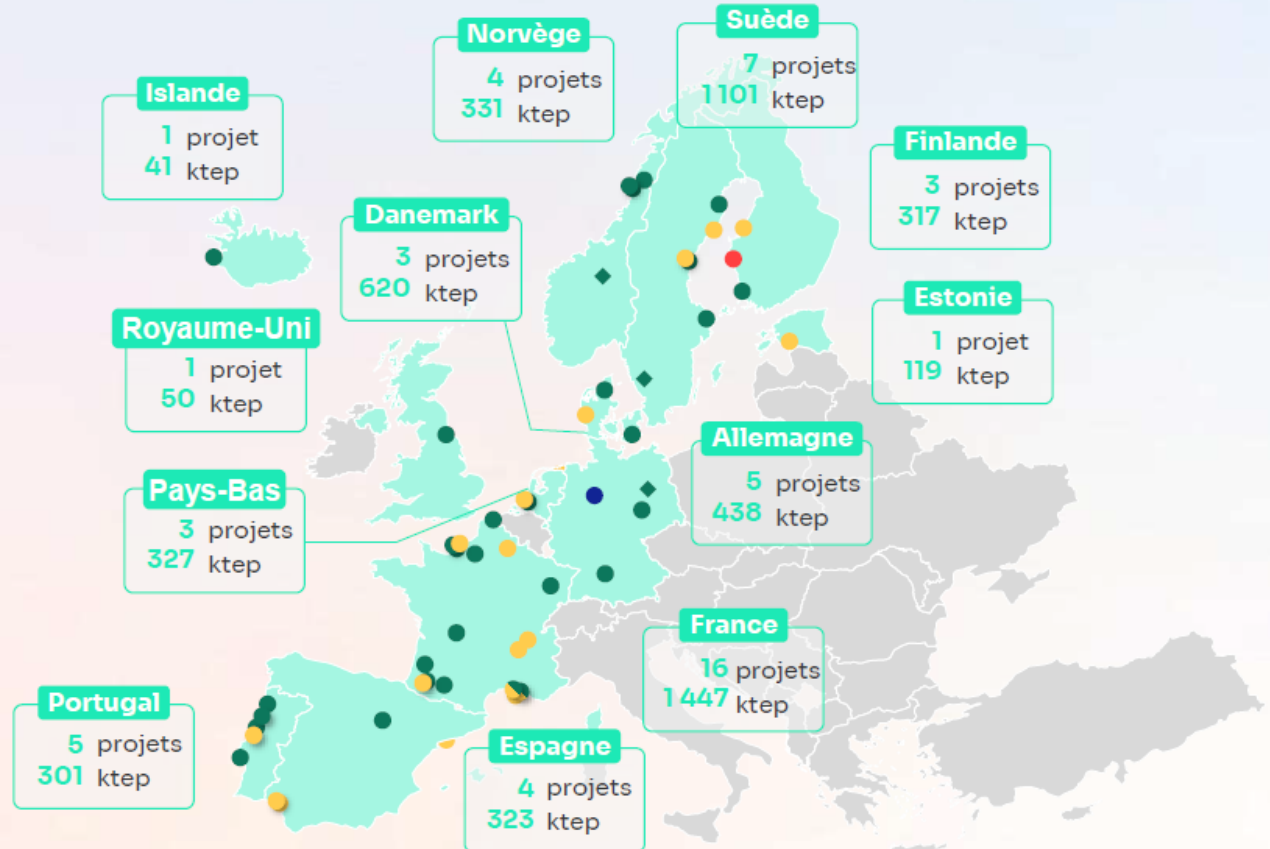 Suède
7 projets
1 101 ktep
Norvège
4 projets
331 ktep
Islande
1 projet
41 ktep
Finlande
3 projets
317 ktep
Danemark
3 projets
620 ktep
Estonie
1 projet
119 ktep
Royaume-Uni
1 projet
50 ktep
Allemagne
5 projets
438 ktep
Pays-Bas
3 projets
327 ktep
France
16 projets
1 447 ktep
Portugal
5 projets
301 ktep
Espagne
4 projets
323 ktep